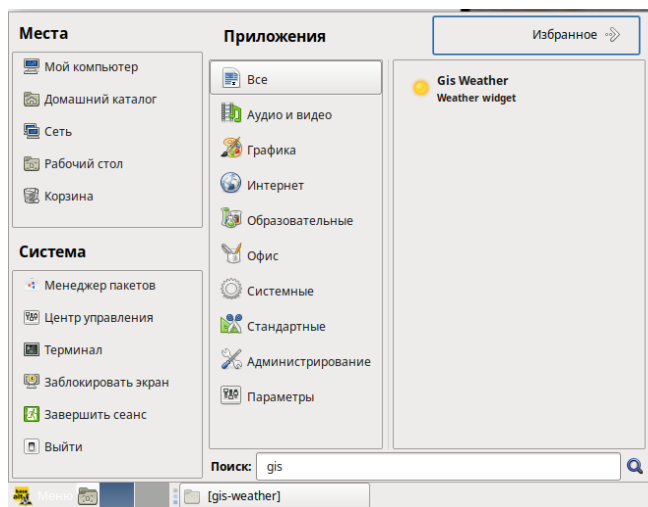 Места
Мой компьютер
Домашний каталог
Сеть
Рабочий стол
Корзина
Система
Менеджер пакетов
Центр управления
Терминал
Заблокировать экран
Завершить сеанс
Выйти
Приложения
Все
Аудио и видео
Графика
Интернет
Образовательные
Офис
Системные
Стандартные
Администрирование
Параметры
Избранное
Gis Weather
Weather widget
Поиск: gis
Меню
[gis-weather]